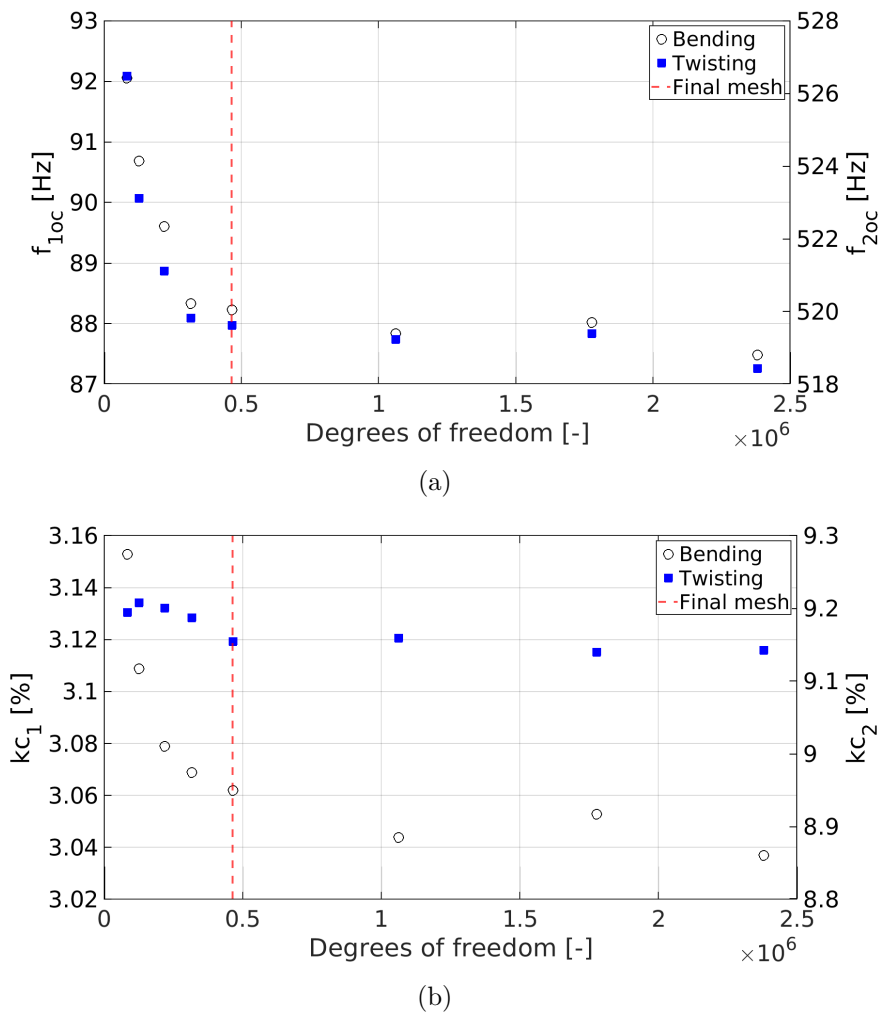 93
92
91
90
89
88
87
f1oc [Hz]
528
526
524
522
520
518
f2oc [Hz]
Bending
Twisting
Final mesh
0
0.5
1
1.5
2
2.5
Degrees of freedom [-]
×10^6
(a)
3.16
3.14
3.12
3.1
3.08
3.06
3.04
3.02
kc1 [%]
9.3
9.2
9.1
9
8.9
8.8
kc2 [%]
Bending
Twisting
Final mesh
0
0.5
1
1.5
2
2.5
Degrees of freedom [-]
×10^6
(b)